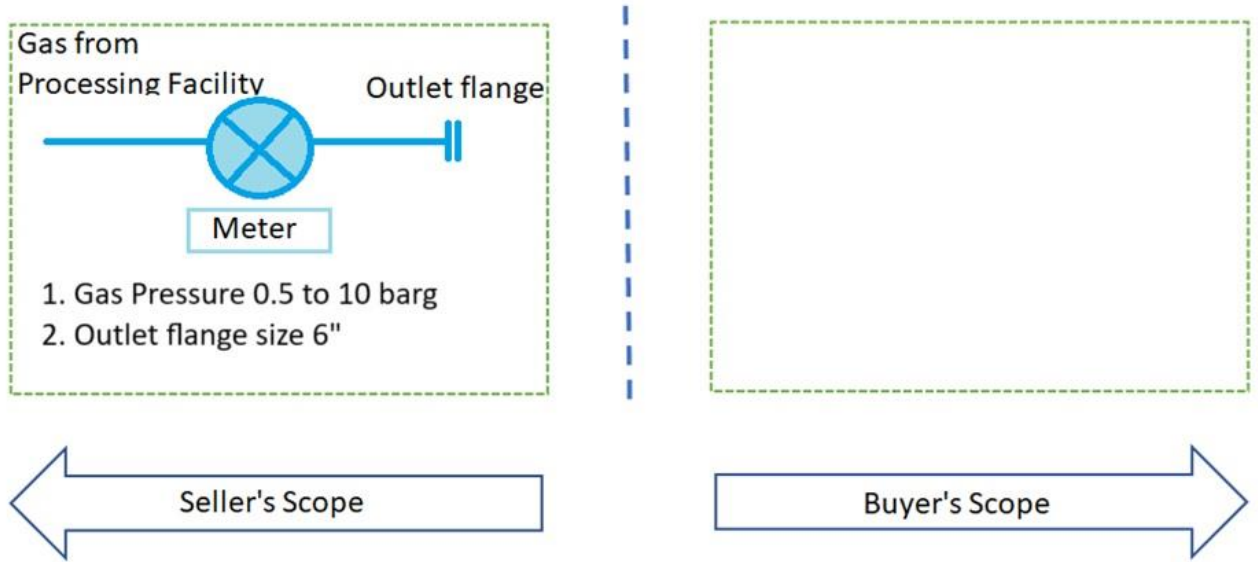 Gas from
Processing Facility
Outlet flange
Meter
1. Gas Pressure 0.5 to 10 barg
2. Outlet flange size 6"
Seller's Scope
Buyer's Scope